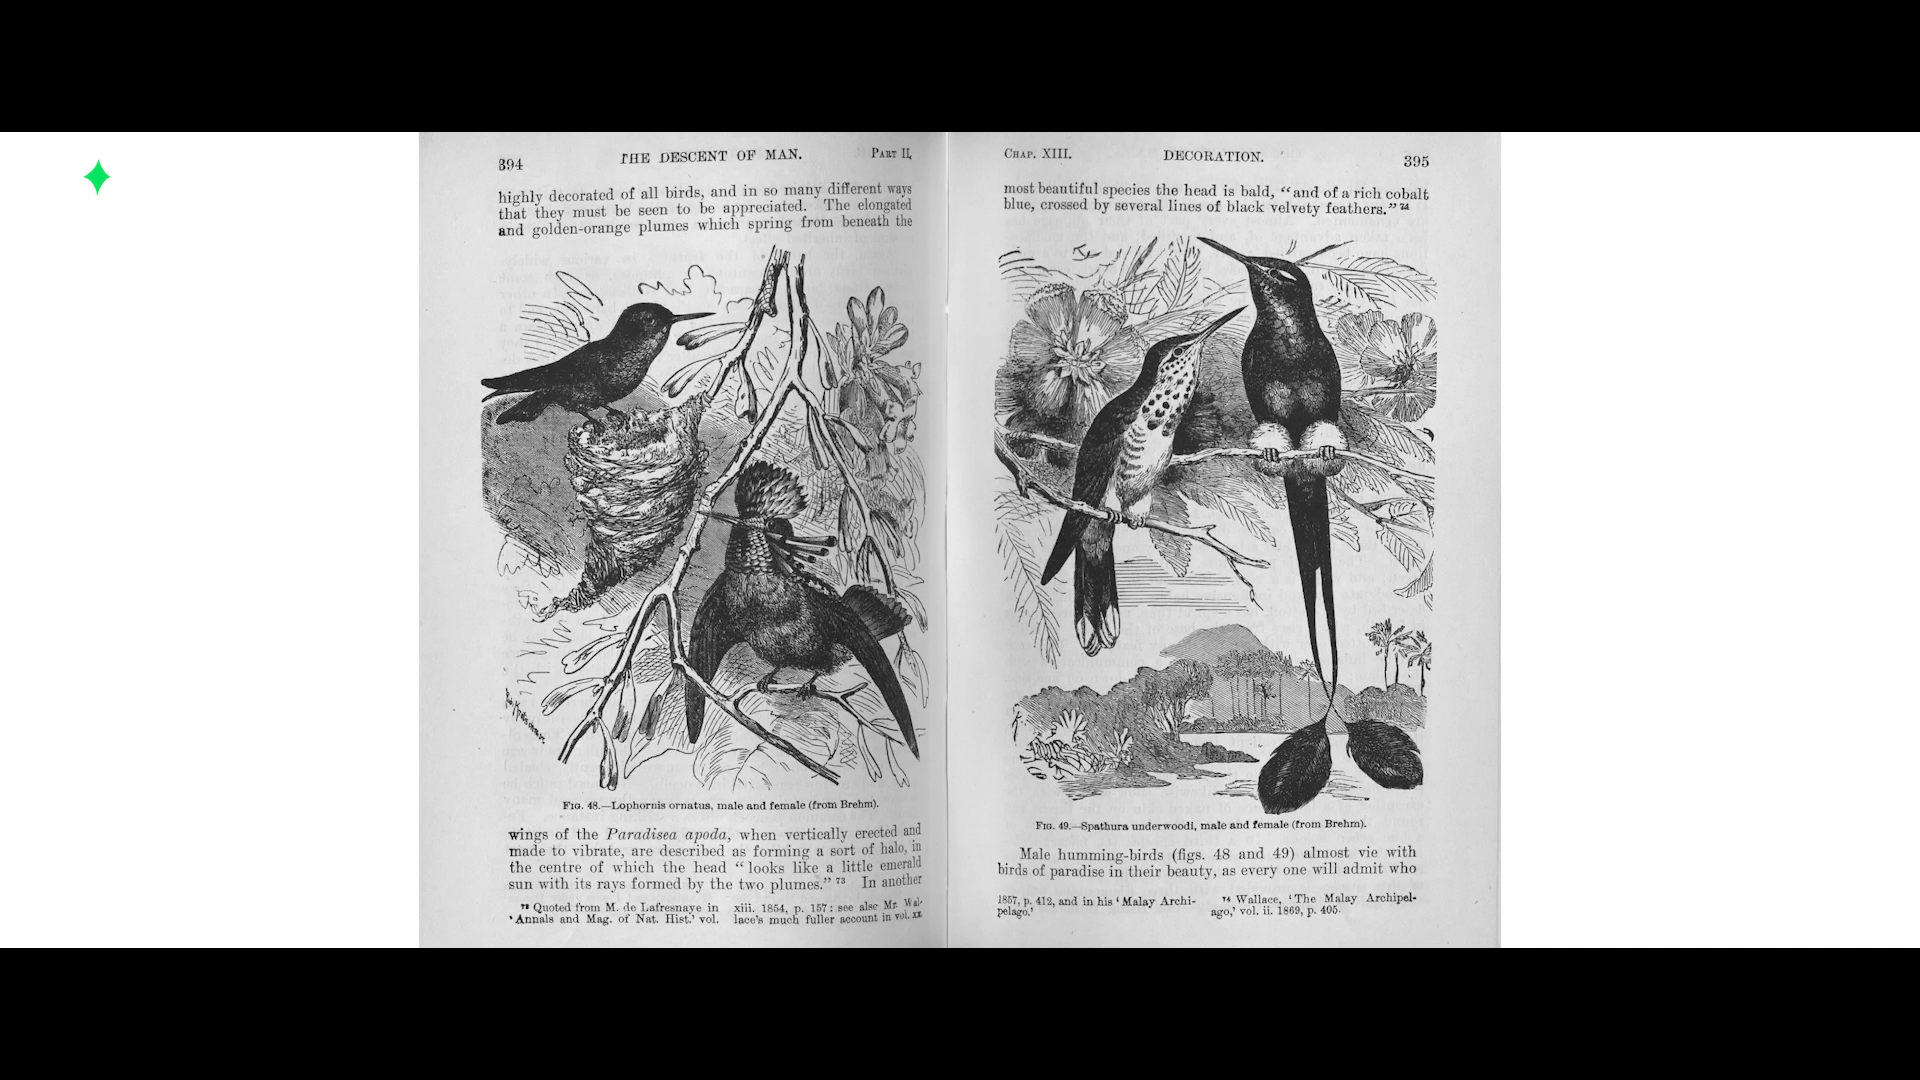 394
THE DESCENT OF MAN.
PART II.
highly decorated of all birds, and in so many different ways
that they must be seen to be appreciated. The elongated
and golden-orange plumes which spring from beneath the
FIG. 48.—Lophornis ornatus, male and female (from Brehm).
wings of the Paradisea apoda, when vertically erected and
made to vibrate, are described as forming a sort of halo, in
the centre of which the head “looks like a little emerald
sun with its rays formed by the two plumes.” 73 In another
73 Quoted from M. de Lafresnaye in
‘Annals and Mag. of Nat. Hist.’ vol.
xiii. 1854, p. 157; see also Mr. Wal-
lace's much fuller account in vol. xx.
CHAP. XIII.
DECORATION.
395
most beautiful species the head is bald, “and of a rich cobalt
blue, crossed by several lines of black velvety feathers.” 74
FIG. 49.—Spathura underwoodi, male and female (from Brehm).
Male humming-birds (figs. 48 and 49) almost vie with
birds of paradise in their beauty, as every one will admit who
1857, p. 412, and in his ‘Malay Archi-
pelago.’
74 Wallace, ‘The Malay Archipel-
ago,’ vol. ii. 1869, p. 405.